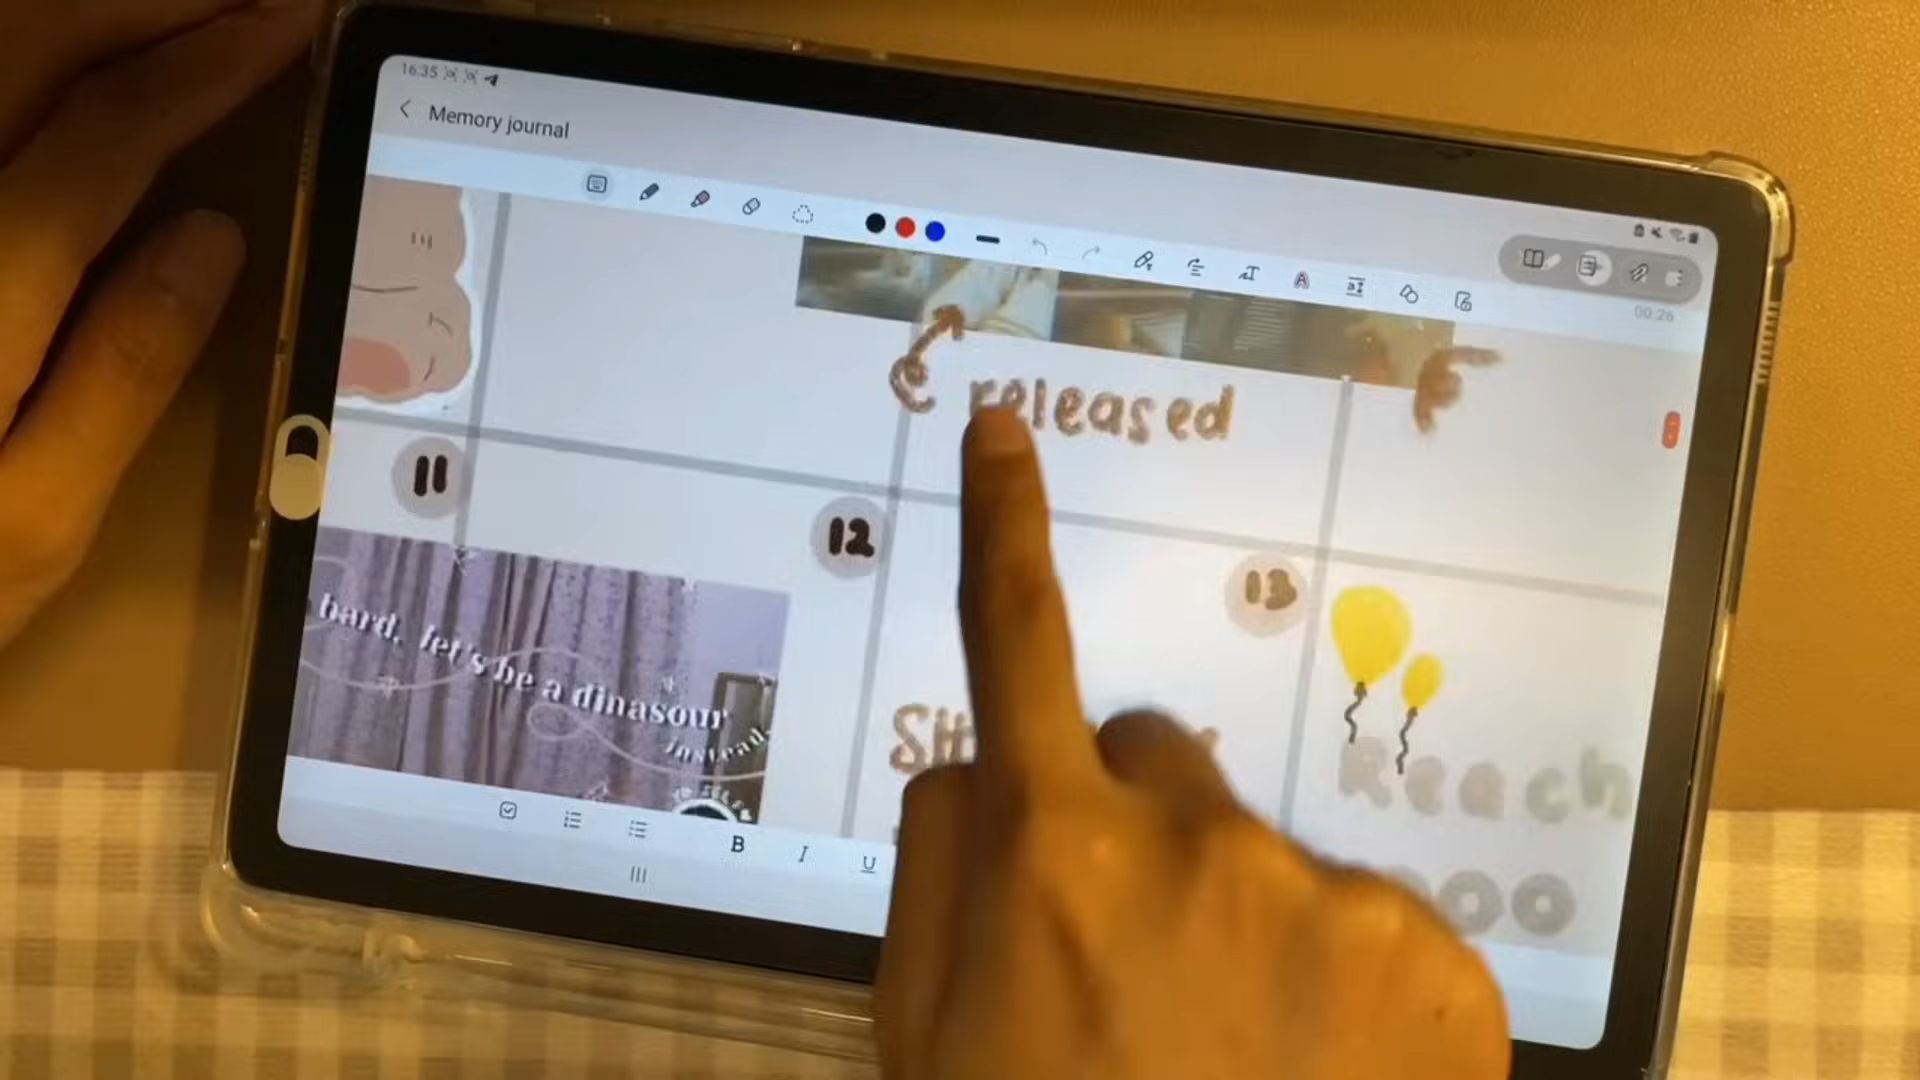 16:35
Memory journal
00:26
released
11
12
13
hard, let's be a dinasour
instead.
Reach
B I U